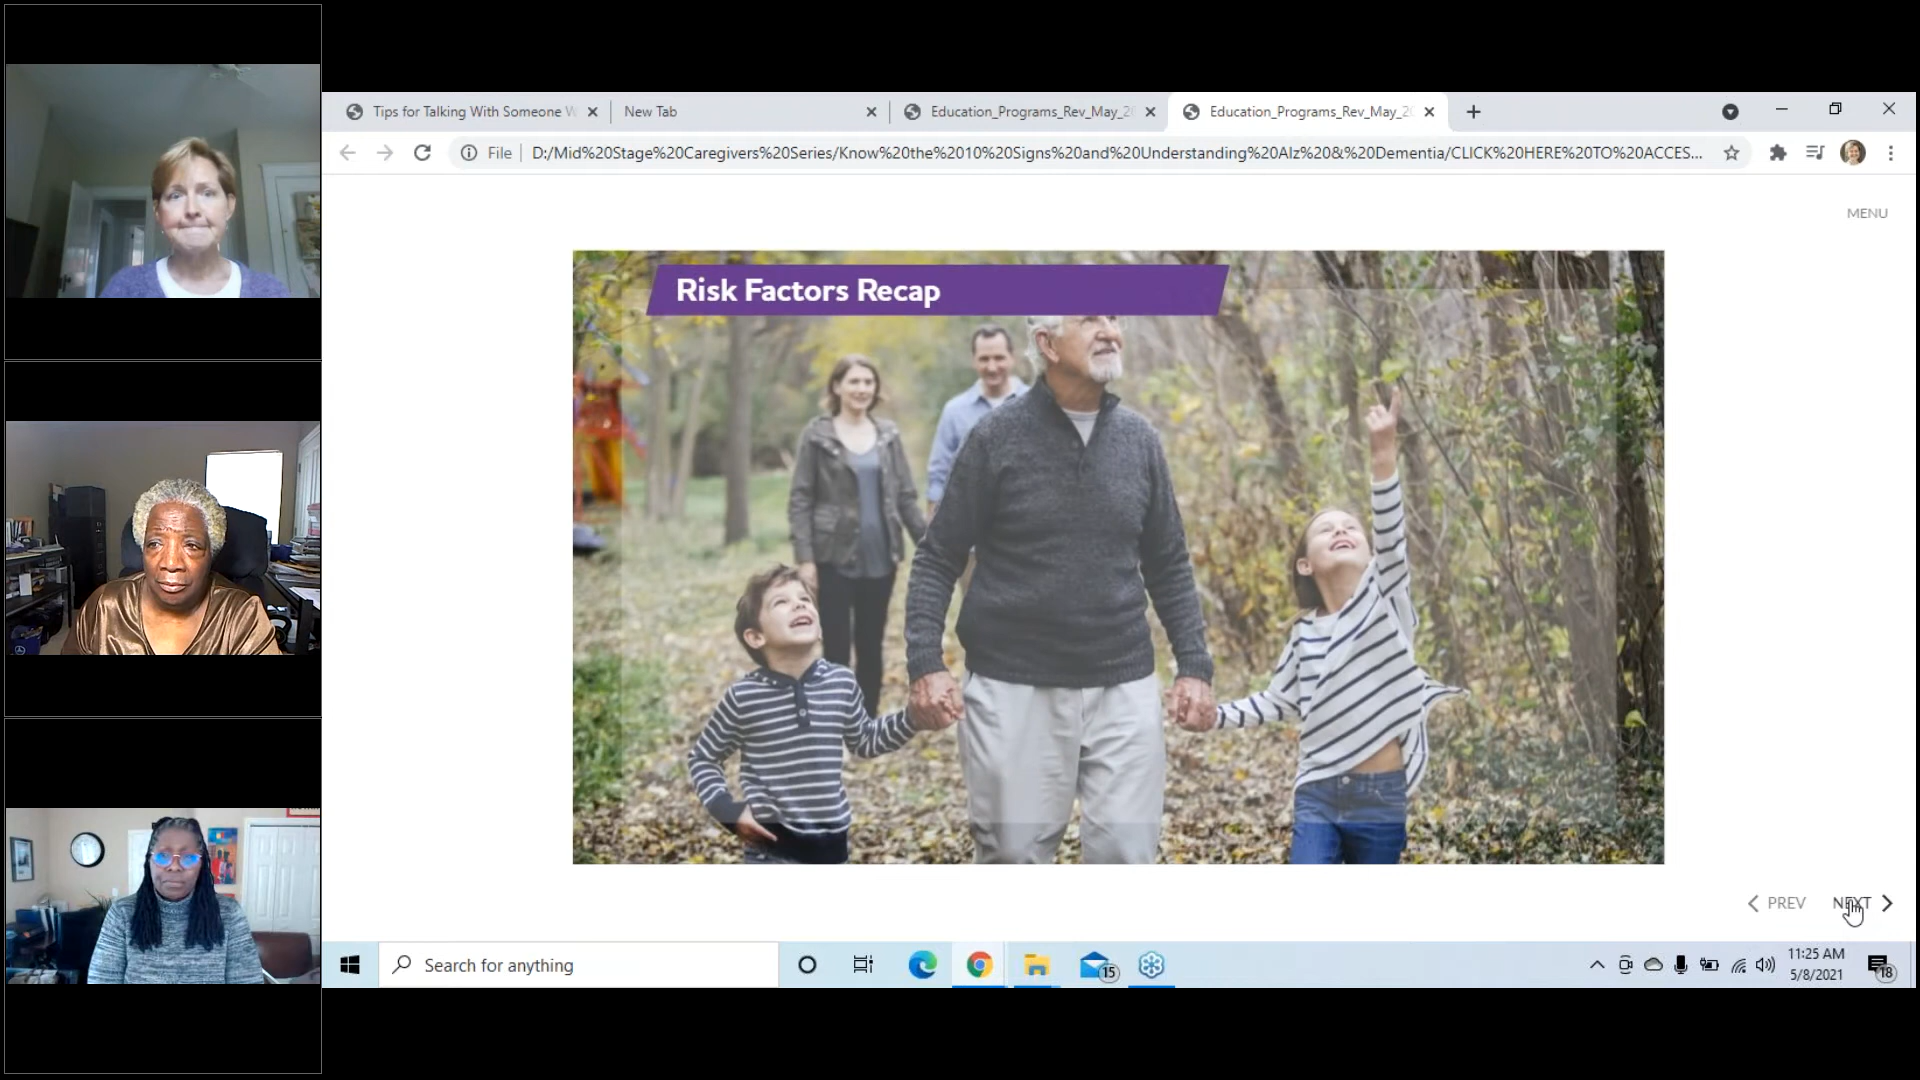 Tips for Talking With Someone W
New Tab
Education_Programs_Rev_May_2
Education_Programs_Rev_May_2
File
D:/Mid%20Stage%20Caregivers%20Series/Know%20the%2010%20Signs%20and%20Understanding%20Alz%20&%20Dementia/CLICK%20HERE%20TO%20ACCES...
MENU
Risk Factors Recap
PREV
NEXT
Search for anything
15
11:25 AM
5/8/2021
18